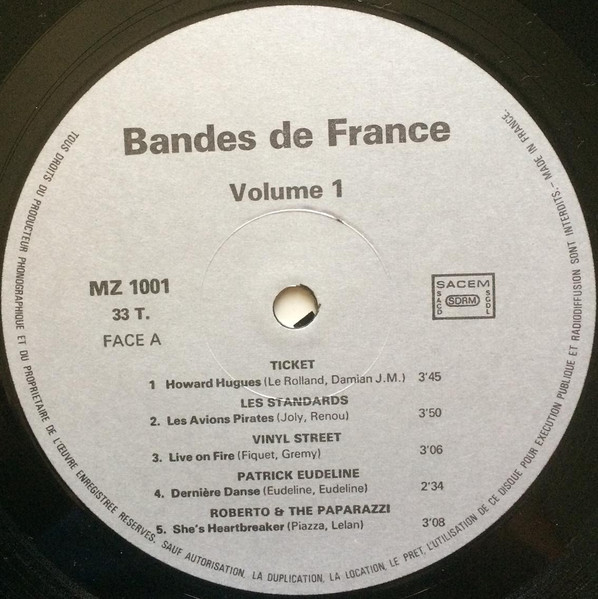 Bandes de France
Volume 1
MZ 1001
33 T.
FACE A
SACEM
SACD
SDRM
SGDL
TICKET
1 Howard Hugues (Le Rolland, Damian J.M.) 3'45
LES STANDARDS
2. Les Avions Pirates (Joly, Renou) 3'50
VINYL STREET
3. Live on Fire (Fiquet, Gremy) 3'06
PATRICK EUDELINE
4. Dernière Danse (Eudeline, Eudeline) 2'34
ROBERTO & THE PAPARAZZI
5. She's Heartbreaker (Piazza, Lelan) 3'08
TOUS DROITS DU PRODUCTEUR PHONOGRAPHIQUE ET DU PROPRIETAIRE DE L'ŒUVRE ENREGISTREE RESERVES. SAUF AUTORISATION, LA DUPLICATION, LA LOCATION, LE PRET, L'UTILISATION DE CE DISQUE POUR EXECUTION PUBLIQUE ET RADIODIFFUSION SONT INTERDITS. - MADE IN FRANCE.